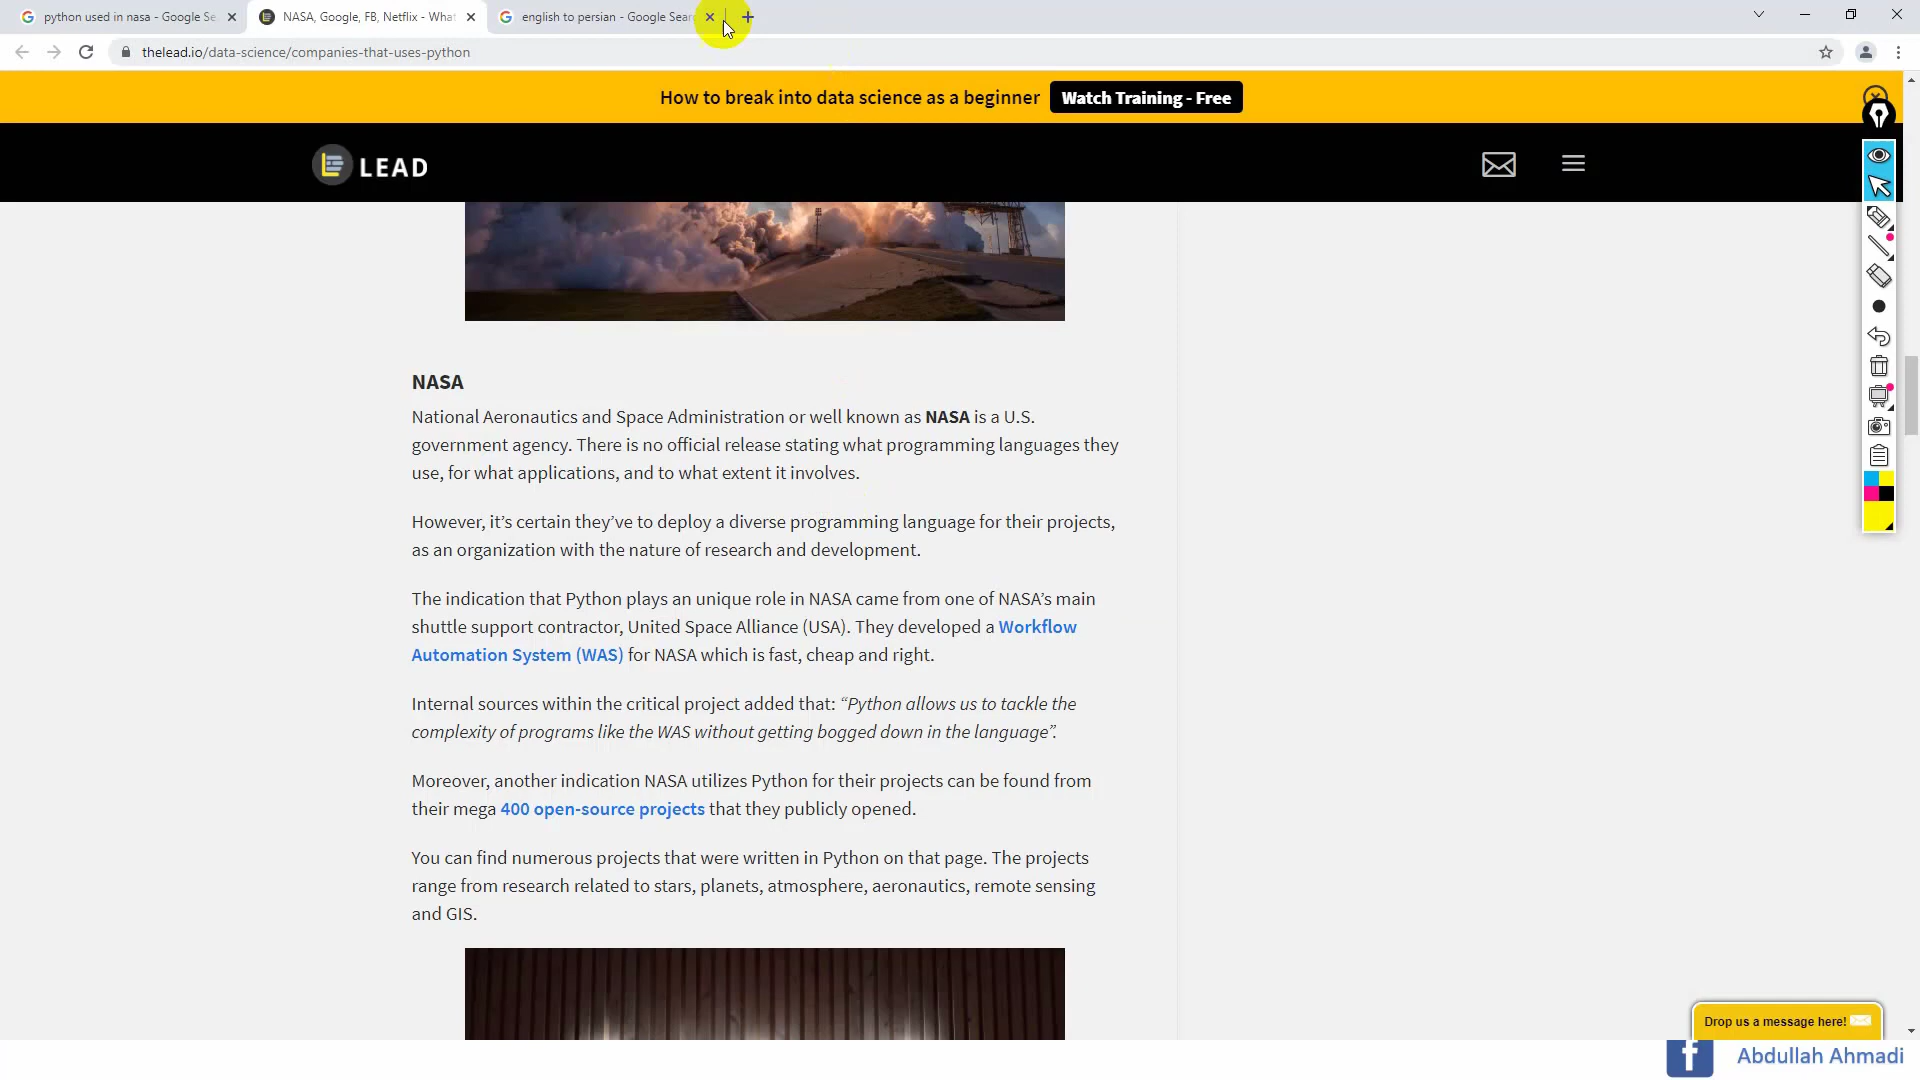 python used in nasa - Google Se
NASA, Google, FB, Netflix - What
english to persian - Google Sear
thelead.io/data-science/companies-that-uses-python
How to break into data science as a beginner
Watch Training - Free
LEAD
NASA
National Aeronautics and Space Administration or well known as NASA is a U.S.
government agency. There is no official release stating what programming languages they
use, for what applications, and to what extent it involves.
However, it’s certain they’ve to deploy a diverse programming language for their projects,
as an organization with the nature of research and development.
The indication that Python plays an unique role in NASA came from one of NASA’s main
shuttle support contractor, United Space Alliance (USA). They developed a Workflow
Automation System (WAS) for NASA which is fast, cheap and right.
Internal sources within the critical project added that: “Python allows us to tackle the
complexity of programs like the WAS without getting bogged down in the language”.
Moreover, another indication NASA utilizes Python for their projects can be found from
their mega 400 open-source projects that they publicly opened.
You can find numerous projects that were written in Python on that page. The projects
range from research related to stars, planets, atmosphere, aeronautics, remote sensing
and GIS.
Drop us a message here!
Abdullah Ahmadi